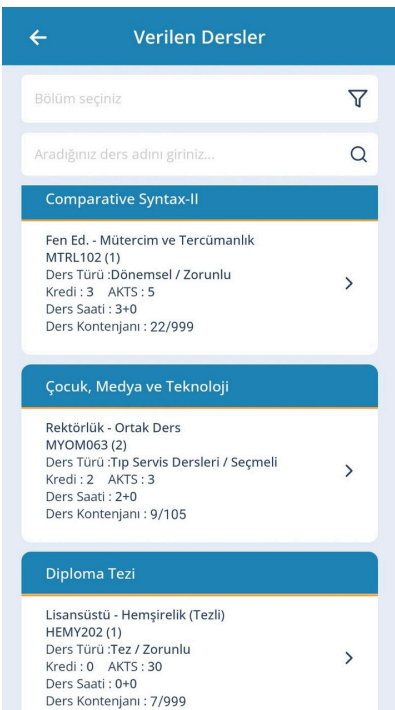 Verilen Dersler
Bölüm seçiniz
Aradığınız ders adını giriniz...
Comparative Syntax-II
Fen Ed. - Mütercim ve Tercümanlık
MTRL102 (1)
Ders Türü :Dönemsel / Zorunlu
Kredi : 3 AKTS : 5
Ders Saati : 3+0
Ders Kontenjanı : 22/999
Çocuk, Medya ve Teknoloji
Rektörlük - Ortak Ders
MYOM063 (2)
Ders Türü :Tıp Servis Dersleri / Seçmeli
Kredi : 2 AKTS : 3
Ders Saati : 2+0
Ders Kontenjanı : 9/105
Diploma Tezi
Lisansüstü - Hemşirelik (Tezli)
HEMY202 (1)
Ders Türü :Tez / Zorunlu
Kredi : 0 AKTS : 30
Ders Saati : 0+0
Ders Kontenjanı : 7/999